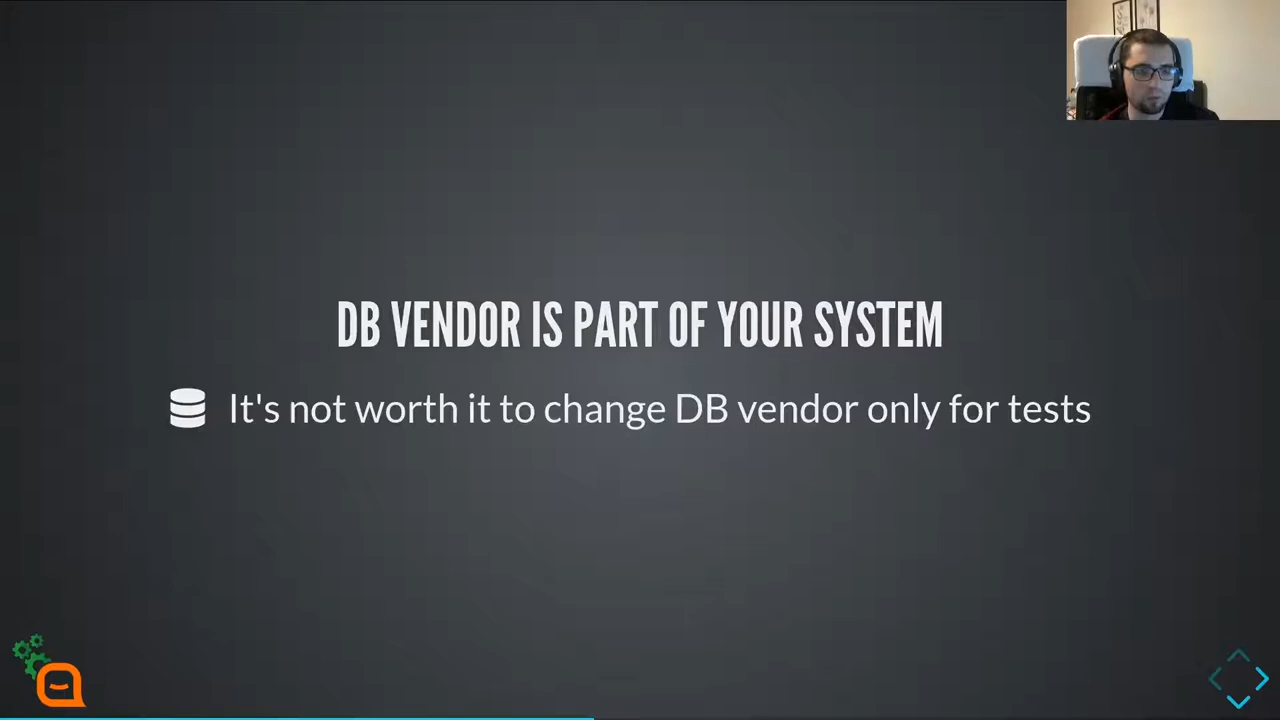 DB VENDOR IS PART OF YOUR SYSTEM
It's not worth it to change DB vendor only for tests